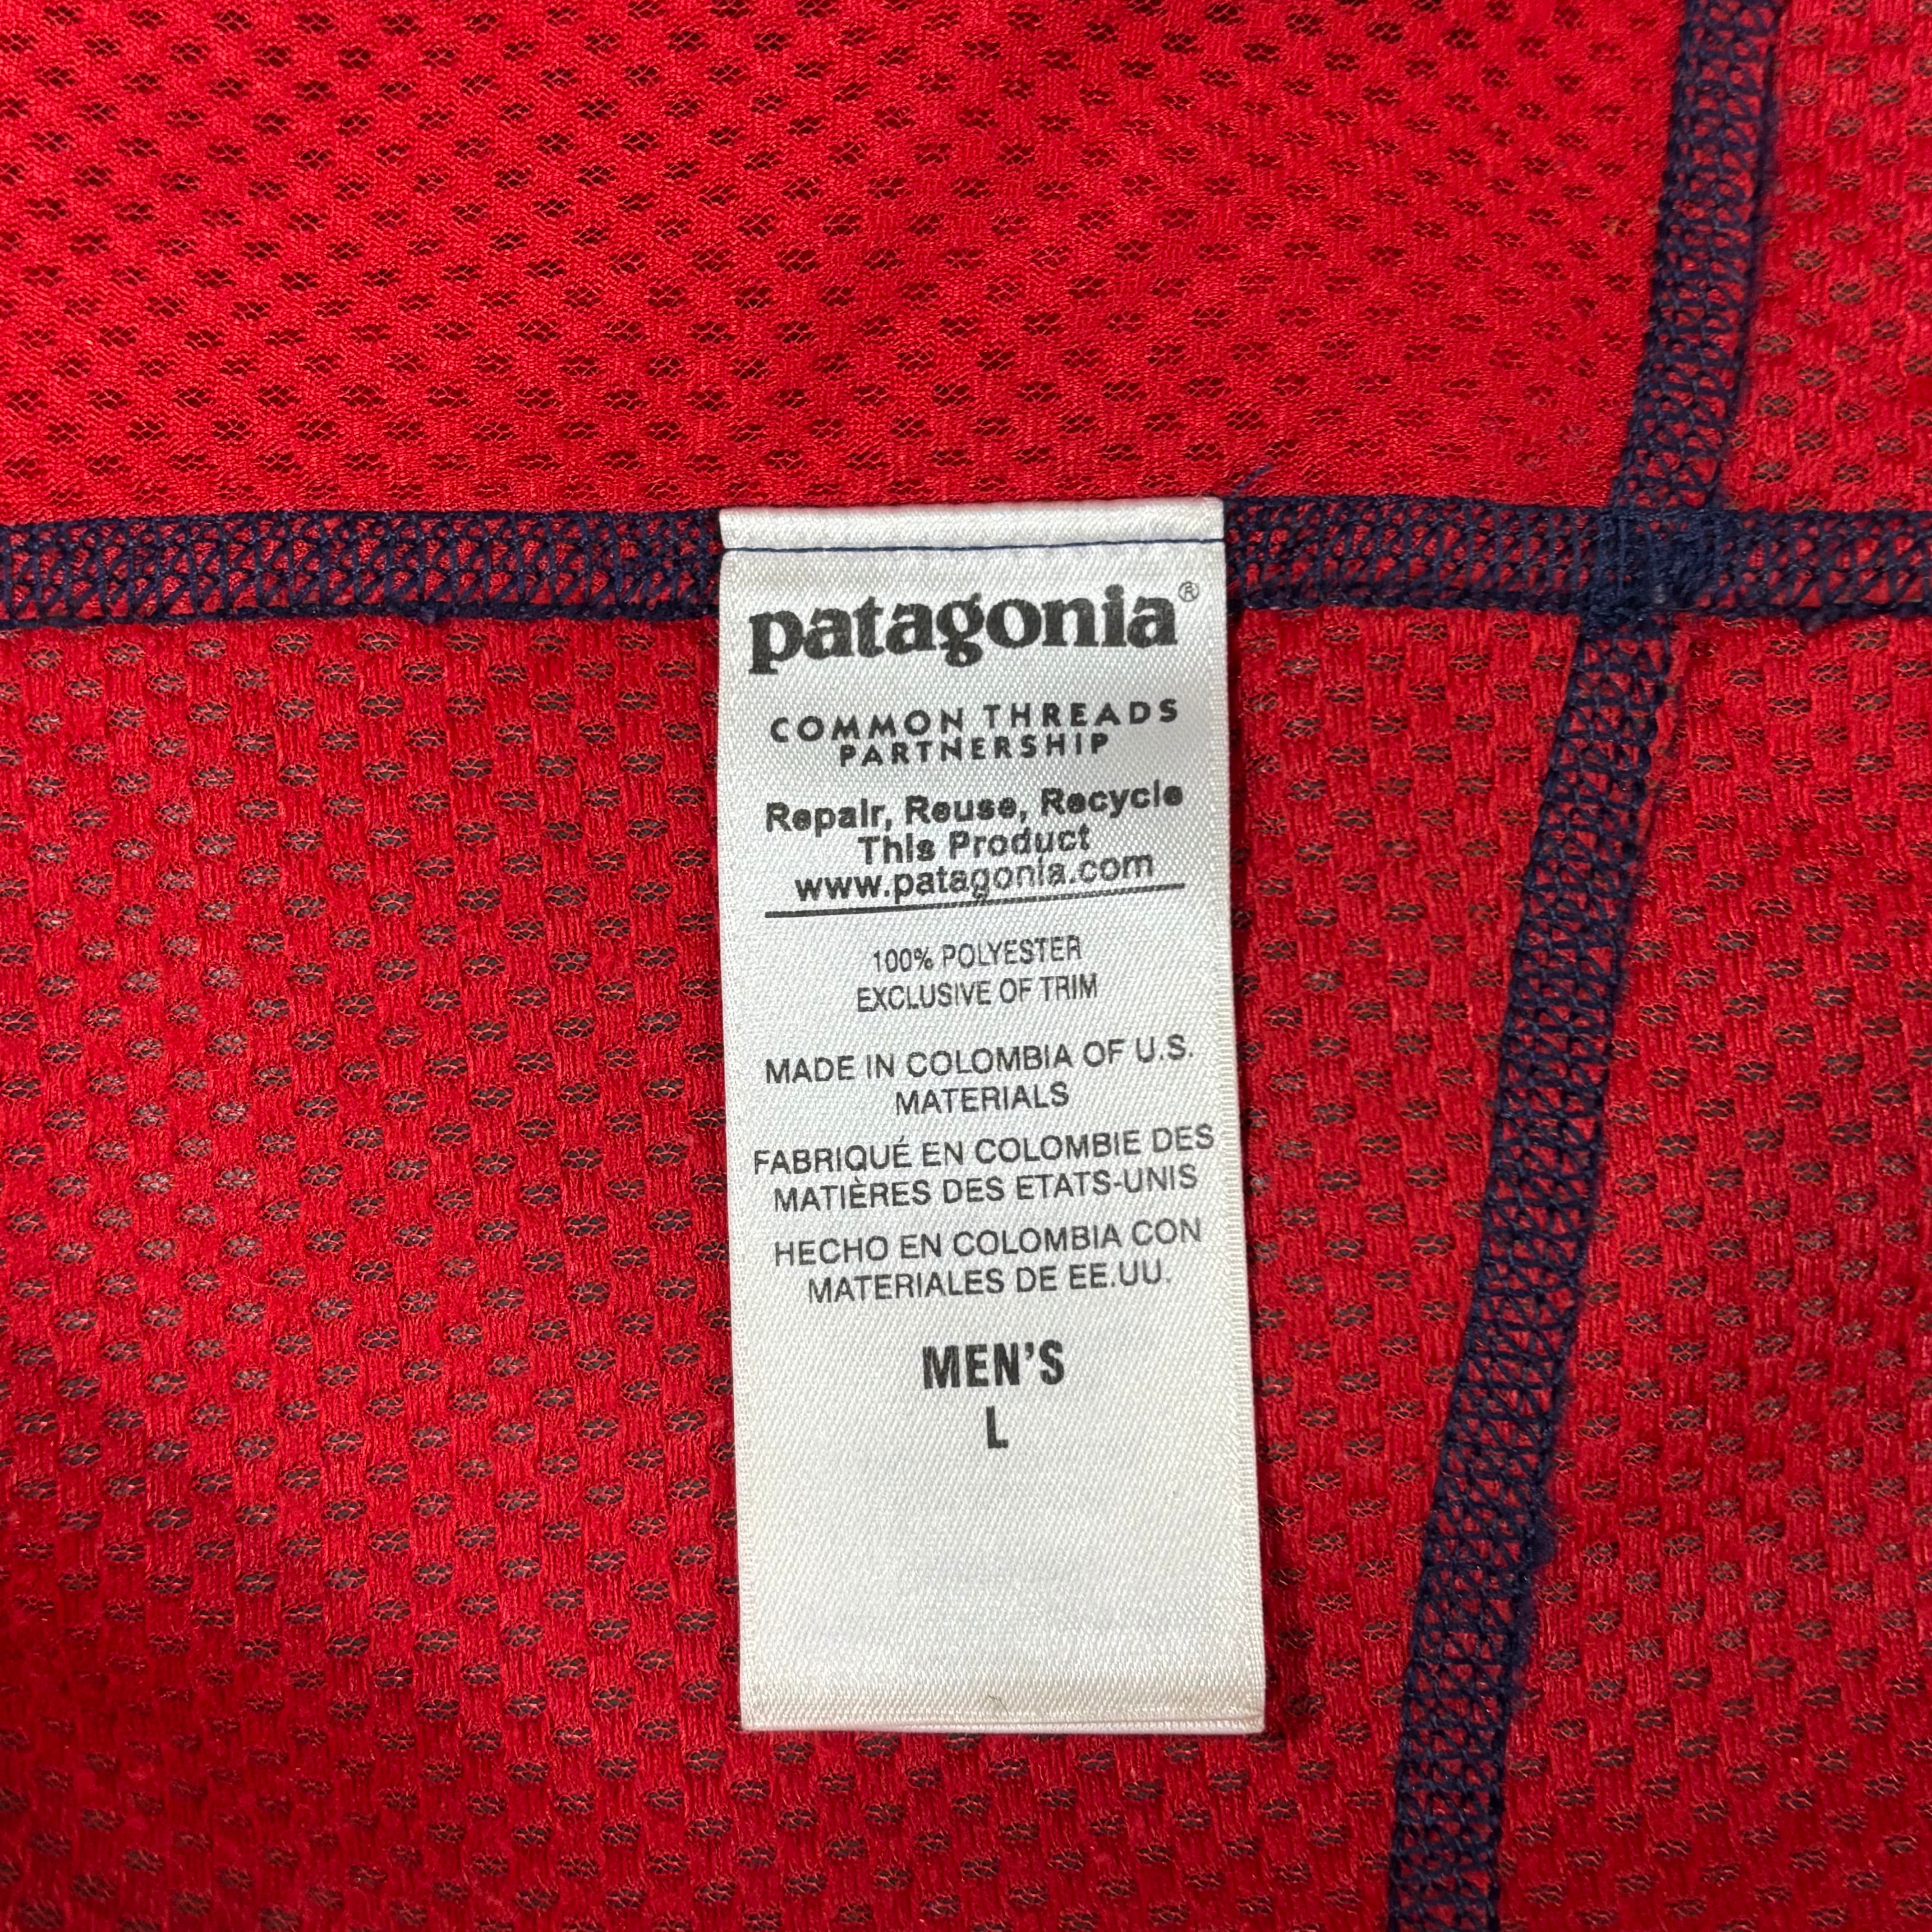 patagonia®
COMMON THREADS
PARTNERSHIP
Repair, Reuse, Recycle
This Product
www.patagonia.com
100% POLYESTER
EXCLUSIVE OF TRIM
MADE IN COLOMBIA OF U.S.
MATERIALS
FABRIQUÉ EN COLOMBIE DES
MATIÈRES DES ETATS-UNIS
HECHO EN COLOMBIA CON
MATERIALES DE EE.UU.
MEN'S
L